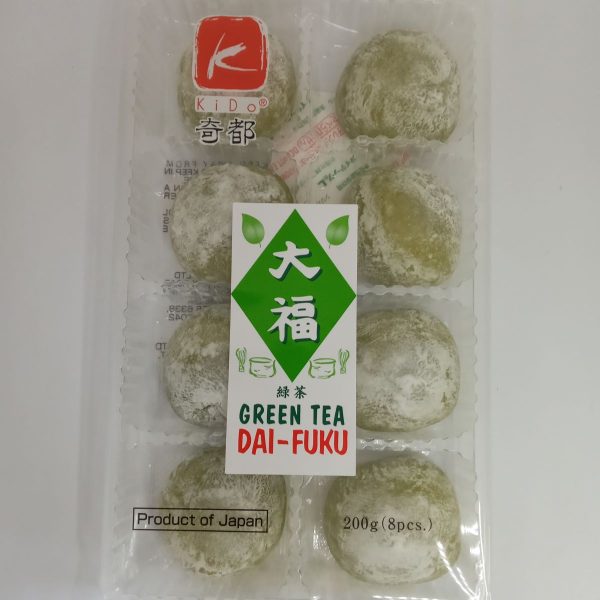 K
KiDo®
奇都
大
福
緑茶
GREEN TEA
DAI-FUKU
Product of Japan
200g(8pcs.)